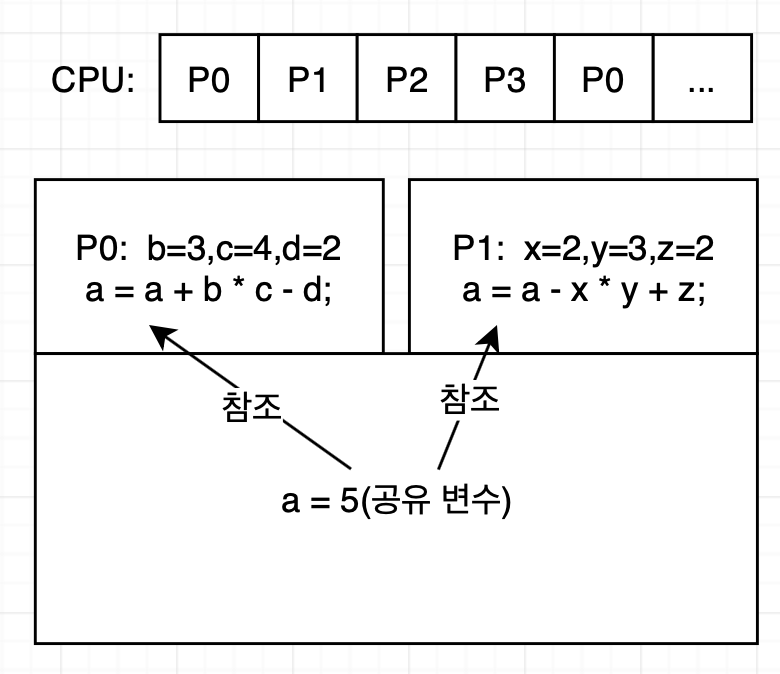 CPU: P0 P1 P2 P3 P0 ...
P0: b=3,c=4,d=2
a = a + b * c - d;
P1: x=2,y=3,z=2
a = a - x * y + z;
참조
참조
a = 5(공유 변수)